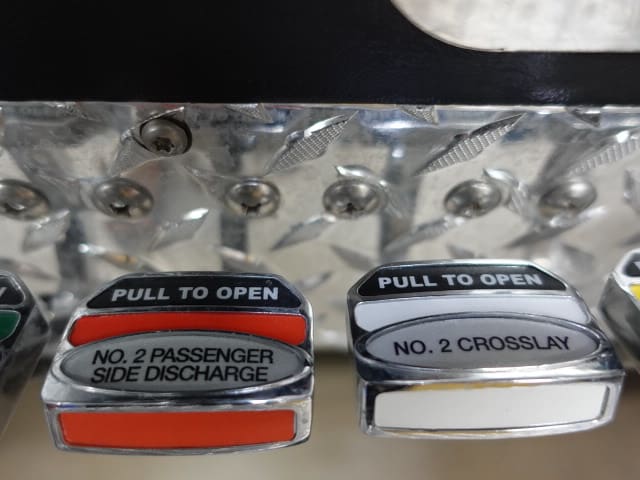 PULL TO OPEN
NO. 2 PASSENGER
SIDE DISCHARGE
PULL TO OPEN
NO. 2 CROSSLAY